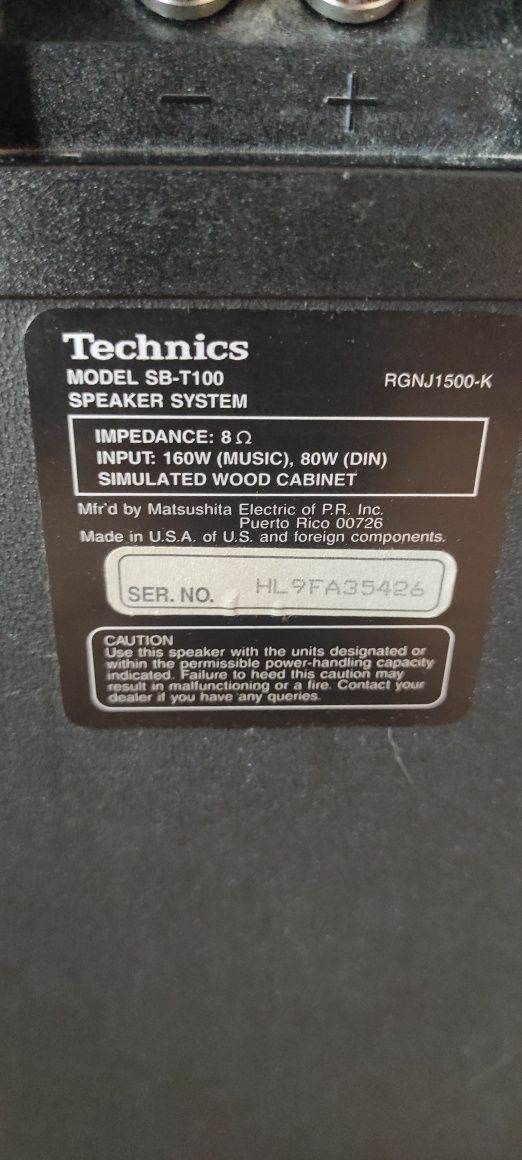 − +
Technics
MODEL SB-T100 RGNJ1500-K
SPEAKER SYSTEM
IMPEDANCE: 8 Ω
INPUT: 160W (MUSIC), 80W (DIN)
SIMULATED WOOD CABINET
Mfr'd by Matsushita Electric of P.R. Inc.
Puerto Rico 00726
Made in U.S.A. of U.S. and foreign components.
SER. NO. HL9FA35426
CAUTION
Use this speaker with the units designated or
within the permissible power-handling capacity
indicated. Failure to heed this caution may
result in malfunctioning or a fire. Contact your
dealer if you have any queries.